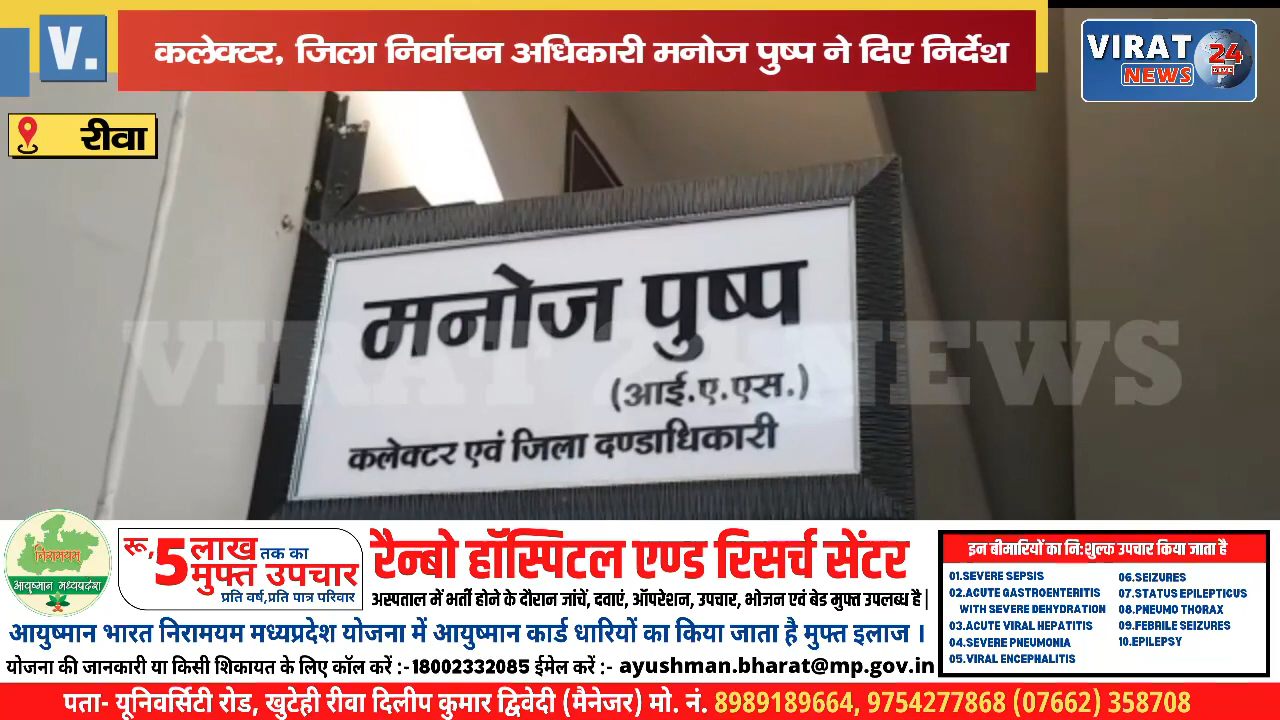 V.
कलेक्टर, जिला निर्वाचन अधिकारी मनोज पुष्प ने दिए निर्देश
VIRAT
NEWS
24
LIVE
रीवा
मनोज पुष्प
(आई.ए.एस.)
कलेक्टर एवं जिला दण्डाधिकारी
VIRAT 24 NEWS
निरामयम
आयुष्मान मध्यप्रदेश
रू,5 लाख तक का
मुफ्त उपचार
प्रति वर्ष,प्रति पात्र परिवार
रैन्बो हॉस्पिटल एण्ड रिसर्च सेंटर
अस्पताल में भर्ती होने के दौरान जांचें, दवाएं, ऑपरेशन, उपचार, भोजन एवं बेड मुफ्त उपलब्ध है |
आयुष्मान भारत निरामयम मध्यप्रदेश योजना में आयुष्मान कार्ड धारियों का किया जाता है मुफ्त इलाज ।
योजना की जानकारी या किसी शिकायत के लिए कॉल करें :-18002332085 ईमेल करें :- ayushman.bharat@mp.gov.in
इन बीमारियों का नि:शुल्क उपचार किया जाता है
01.SEVERE SEPSIS
02.ACUTE GASTROENTERITIS
WITH SEVERE DEHYDRATION
03.ACUTE VIRAL HEPATITIS
04.SEVERE PNEUMONIA
05.VIRAL ENCEPHALITIS
06.SEIZURES
07.STATUS EPILEPTICUS
08.PNEUMO THORAX
09.FEBRILE SEIZURES
10.EPILEPSY
पता- यूनिवर्सिटी रोड, खुटेही रीवा दिलीप कुमार द्विवेदी (मैनेजर) मो. नं. 8989189664, 9754277868 (07662) 358708